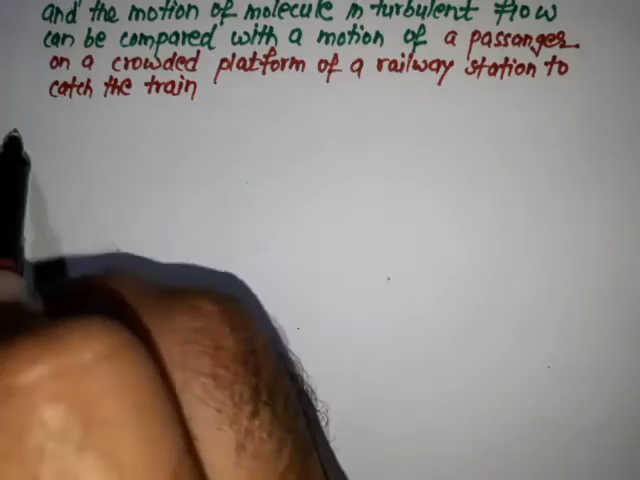 and the motion of molecule in turbulent flow
can be compared with a motion of a passanger
on a crowded platform of a railway station to
catch the train